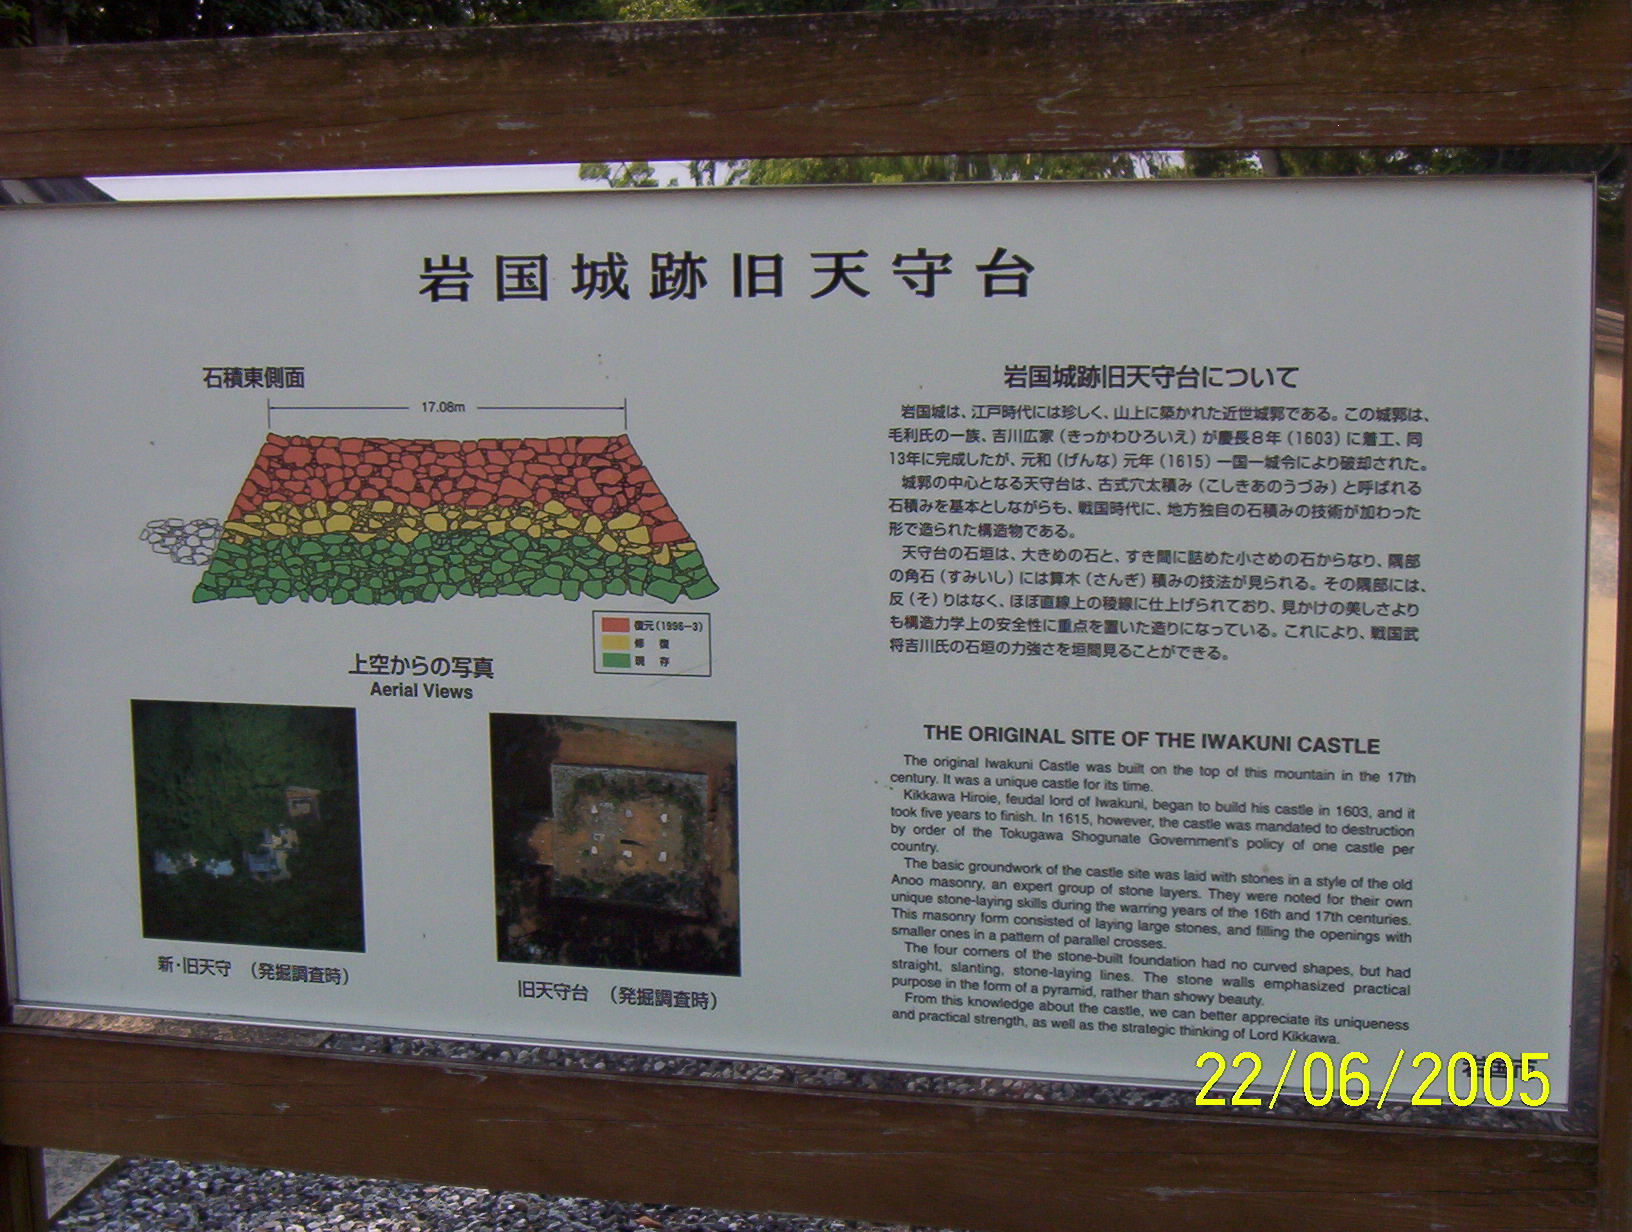 岩国城跡旧天守台
石積東側面
17.08m
復元(1996-3)
修 復
現 存
上空からの写真
Aerial Views
新・旧天守 (発掘調査時)
旧天守台 (発掘調査時)
岩国城跡旧天守台について
岩国城は、江戸時代には珍しく、山上に築かれた近世城郭である。この城郭は、
毛利氏の一族、吉川広家(きっかわひろいえ)が慶長8年(1603)に着工、同
13年に完成したが、元和(げんな)元年(1615)一国一城令により破却された。
城郭の中心となる天守台は、古式穴太積み(こしきあのうづみ)と呼ばれる
石積みを基本としながらも、戦国時代に、地方独自の石積みの技術が加わった
形で造られた構造物である。
天守台の石垣は、大きめの石と、すき間に詰めた小さめの石からなり、隅部
の角石(すみいし)には算木(さんぎ)積みの技法が見られる。その隅部には、
反(そ)りはなく、ほぼ直線上の稜線に仕上げられており、見かけの美しさより
も構造力学上の安全性に重点を置いた造りになっている。これにより、戦国武
将吉川氏の石垣の力強さを垣間見ることができる。
THE ORIGINAL SITE OF THE IWAKUNI CASTLE
The original Iwakuni Castle was built on the top of this mountain in the 17th
century. It was a unique castle for its time.
Kikkawa Hiroie, feudal lord of Iwakuni, began to build his castle in 1603, and it
took five years to finish. In 1615, however, the castle was mandated to destruction
by order of the Tokugawa Shogunate Government's policy of one castle per
country.
The basic groundwork of the castle site was laid with stones in a style of the old
Anoo masonry, an expert group of stone layers. They were noted for their own
unique stone-laying skills during the warring years of the 16th and 17th centuries.
This masonry form consisted of laying large stones, and filling the openings with
smaller ones in a pattern of parallel crosses.
The four corners of the stone-built foundation had no curved shapes, but had
straight, slanting, stone-laying lines. The stone walls emphasized practical
purpose in the form of a pyramid, rather than showy beauty.
From this knowledge about the castle, we can better appreciate its uniqueness
and practical strength, as well as the strategic thinking of Lord Kikkawa.
岩国市
22/06/2005